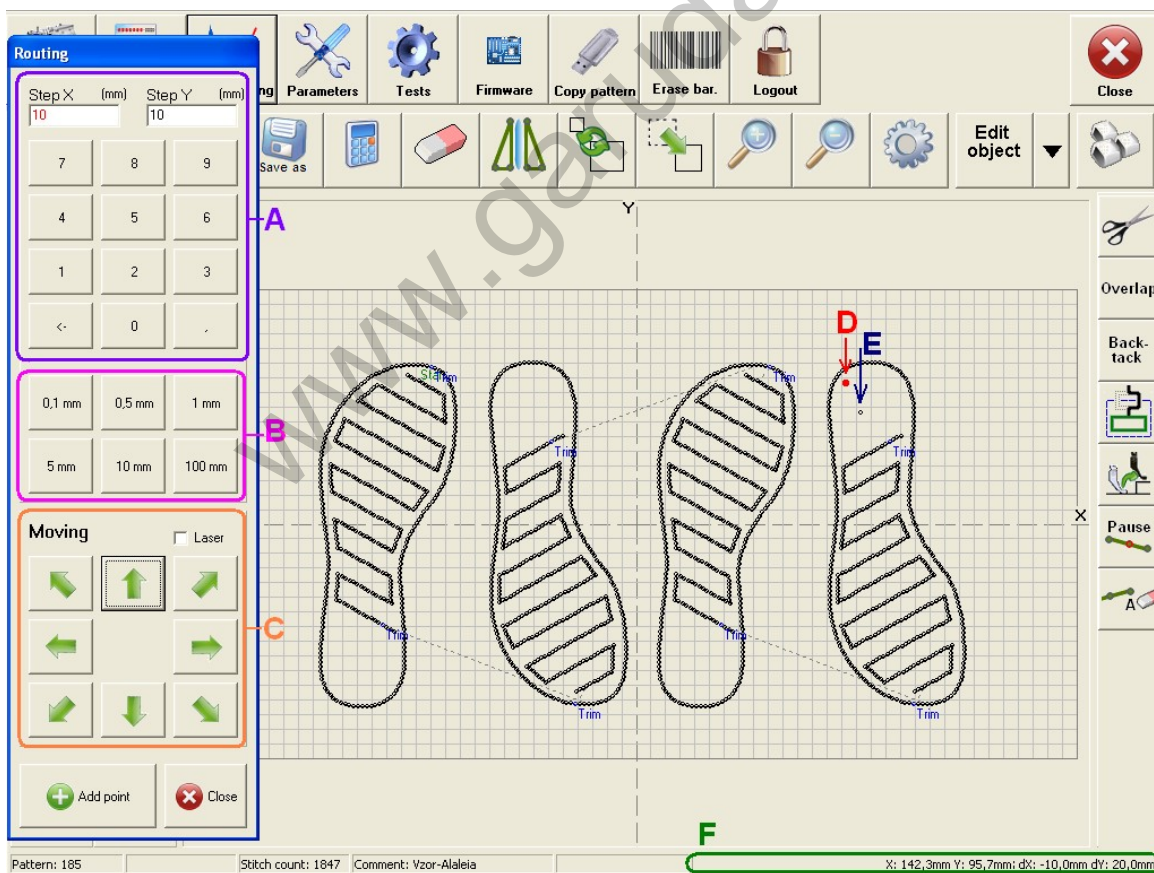 Routing
Step X (mm) Step Y (mm)
10 10
7 8 9
4 5 6
1 2 3
<- 0 ,
A
0,1 mm 0,5 mm 1 mm
5 mm 10 mm 100 mm
B
Moving
Laser
C
Add point Close
ng Parameters Tests Firmware Copy pattern Erase bar. Logout Close
Save as
Edit
object
Y
X
D
E
Start
Trim
Trim
Trim
Trim
Trim
Trim
Trim
Trim
Overlap
Back-
tack
Pause
A
F
Pattern: 185 Stitch count: 1847 Comment: Vzor-Alaleia X: 142,3mm Y: 95,7mm; dX: -10,0mm dY: 20,0mm